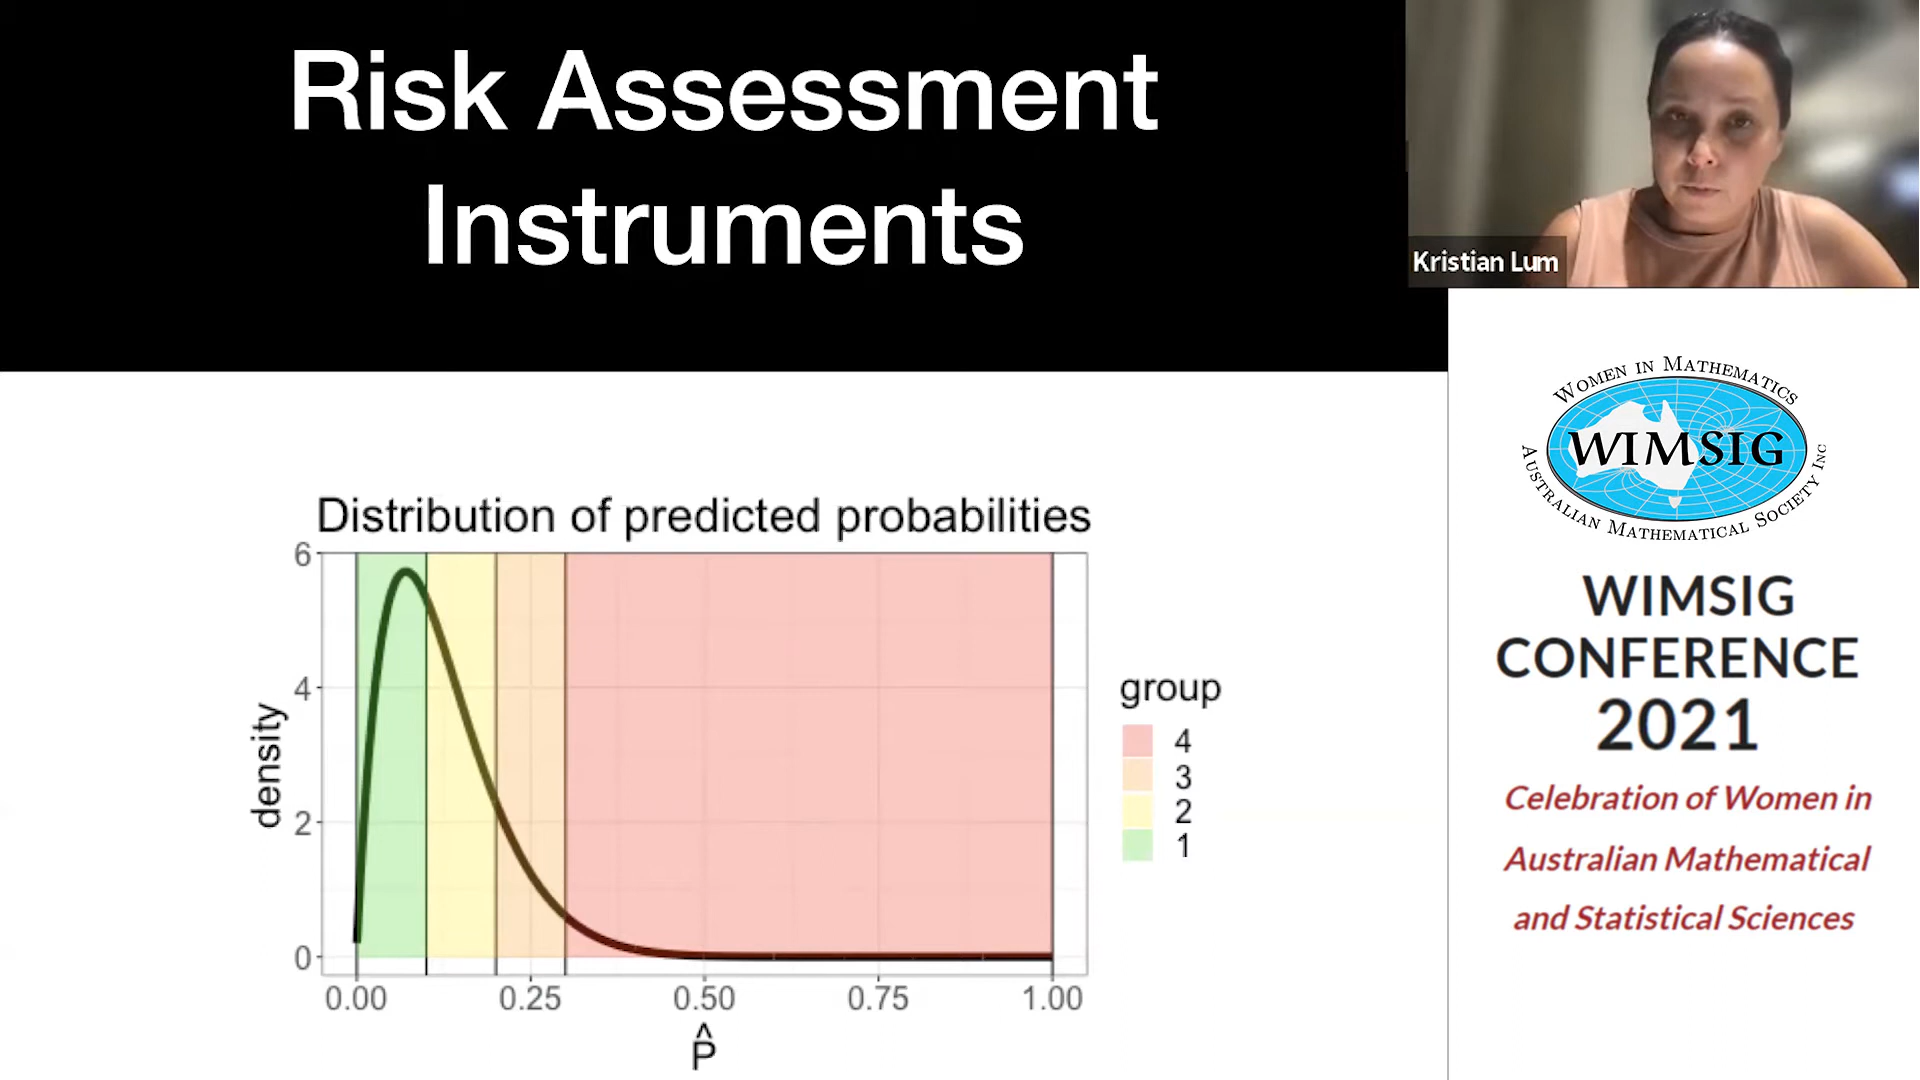 Risk Assessment
Instruments
Kristian Lum
Distribution of predicted probabilities
6
4
2
0
density
0.00 0.25 0.50 0.75 1.00
P̂
group
4
3
2
1
WOMEN IN MATHEMATICS
WIMSIG
AUSTRALIAN MATHEMATICAL SOCIETY INC
WIMSIG
CONFERENCE
2021
Celebration of Women in
Australian Mathematical
and Statistical Sciences